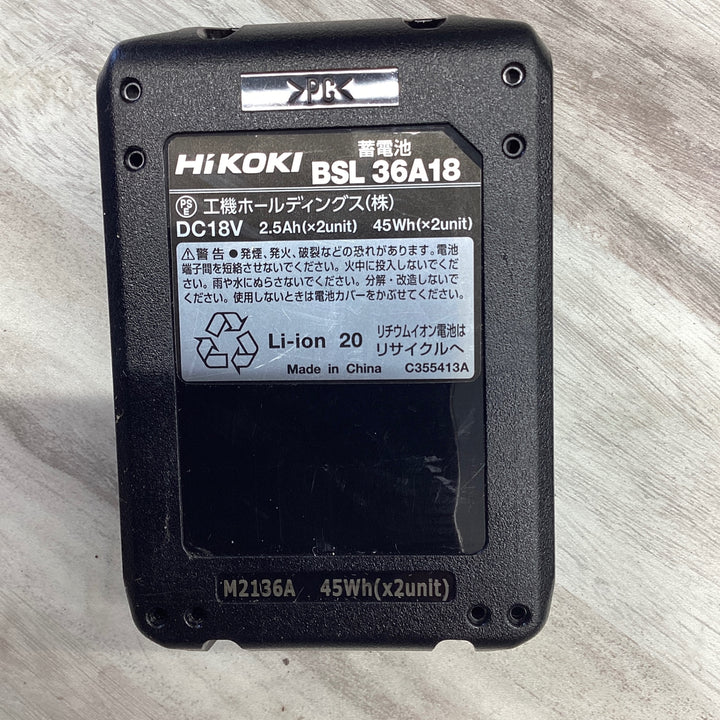 >PC<
HiKOKI 蓄電池
BSL 36A18
PSE 工機ホールディングス(株)
DC18V 2.5Ah(×2unit) 45Wh(×2unit)
⚠警告 ●発煙、発火、破裂などの恐れがあります。電池
端子間を短絡させないでください。火中に投入しないでくだ
さい。雨や水にぬらさないでください。分解・改造しないで
ください。使用しないときは電池カバーをかぶせてください。
Li-ion 20 リチウムイオン電池は
リサイクルへ
Made in China C355413A
M2136A 45Wh(x2unit)